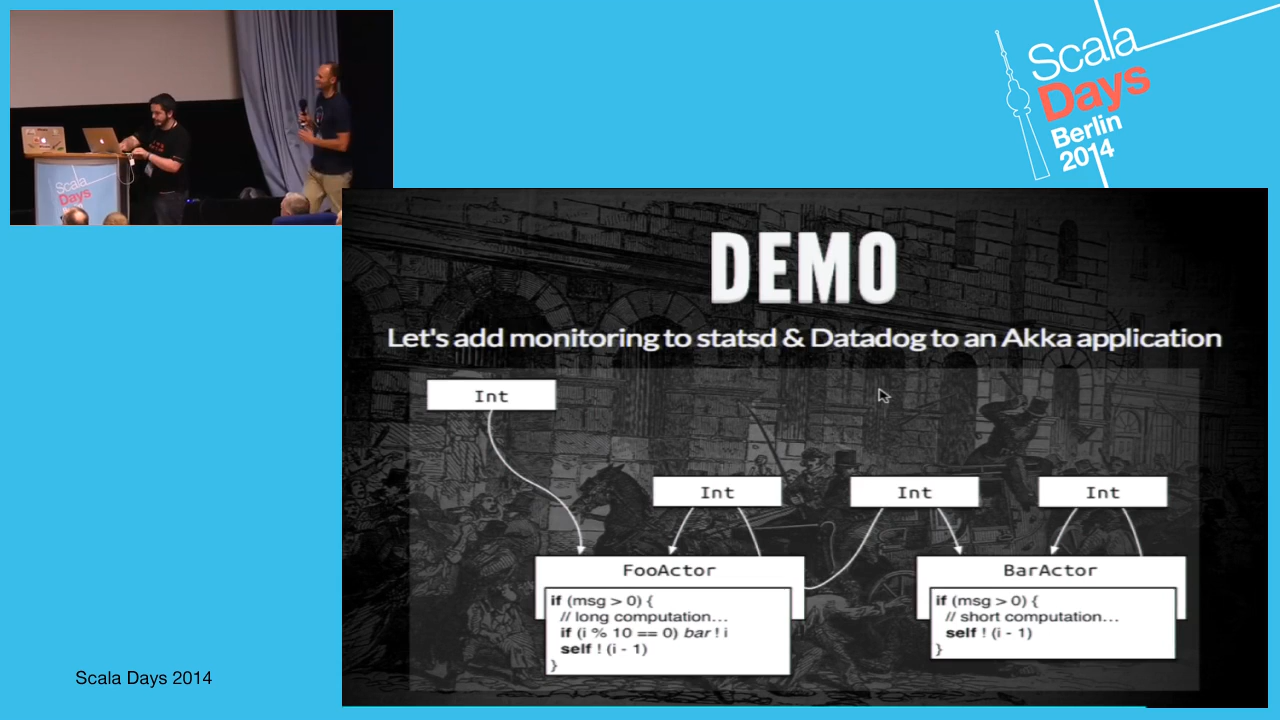 Scala
Days
Berlin
2014
Scala
Days
DEMO
Let's add monitoring to statsd & Datadog to an Akka application
Int
Int
Int
Int
FooActor
if (msg > 0) {
// long computation…
if (i % 10 == 0) bar ! i
self ! (i - 1)
}
BarActor
if (msg > 0) {
// short computation…
self ! (i - 1)
}
Scala Days 2014